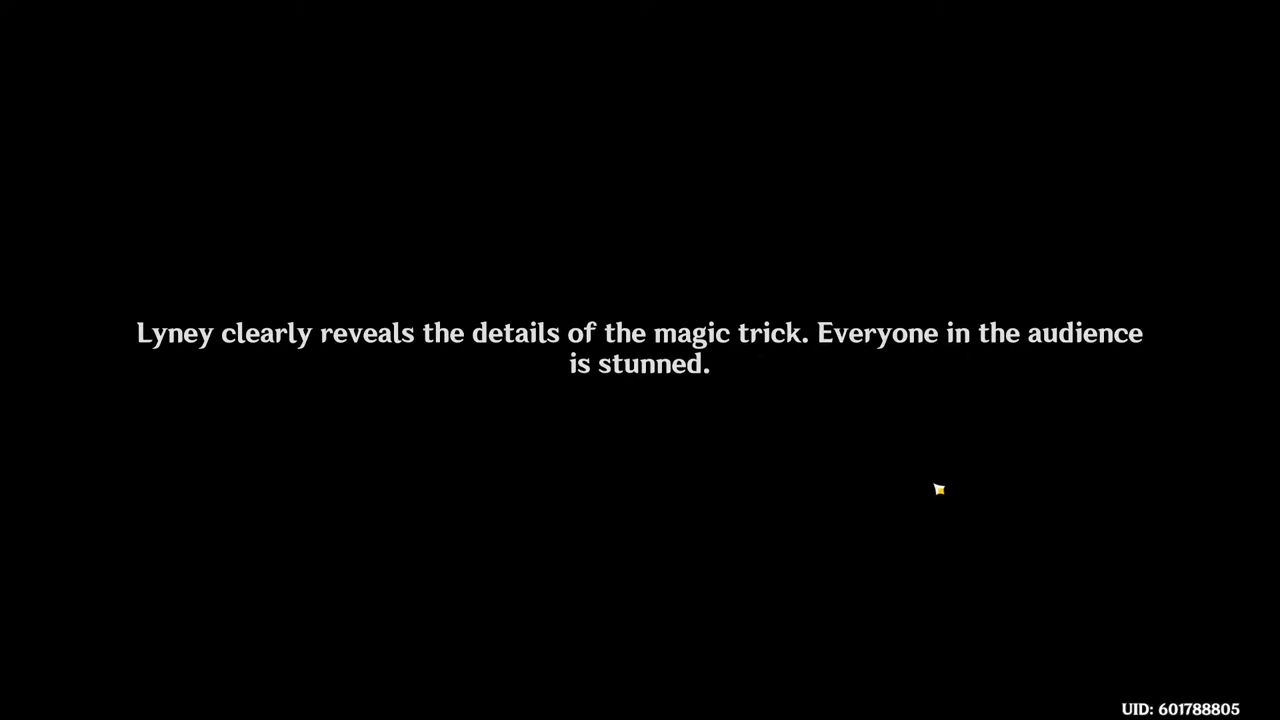 Lyney clearly reveals the details of the magic trick. Everyone in the audience
is stunned.
UID: 601788805